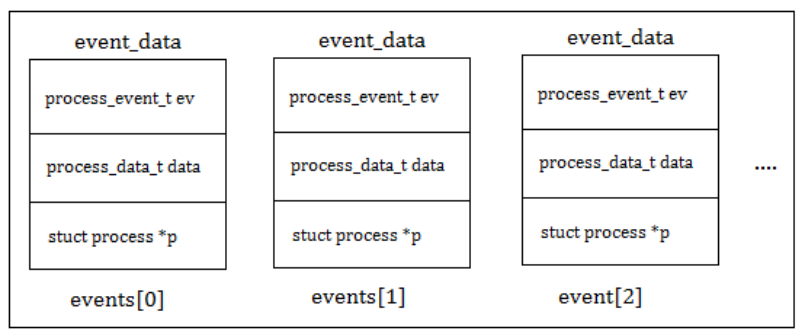 event_data event_data event_data
process_event_t ev process_event_t ev process_event_t ev
process_data_t data process_data_t data process_data_t data ....
stuct process *p stuct process *p stuct process *p
events[0] events[1] event[2]